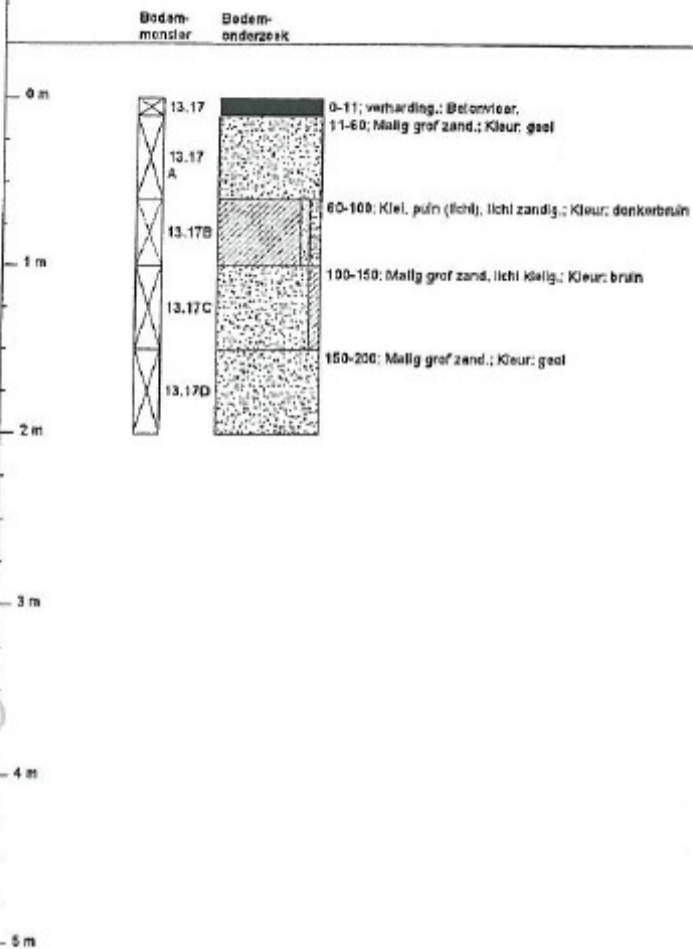 Bodem-
monster
Bodem-
onderzoek
0 m
13.17
0-11; verharding.; Betonvloer.
11-60; Matig grof zand.; Kleur: geel
13.17
A
60-100; Klei, puin (licht), licht zandig.; Kleur: donkerbruin
13.17B
1 m
100-150; Matig grof zand, licht kleiig.; Kleur: bruin
13.17C
150-200; Matig grof zand.; Kleur: geel
13.17D
2 m
3 m
4 m
5 m